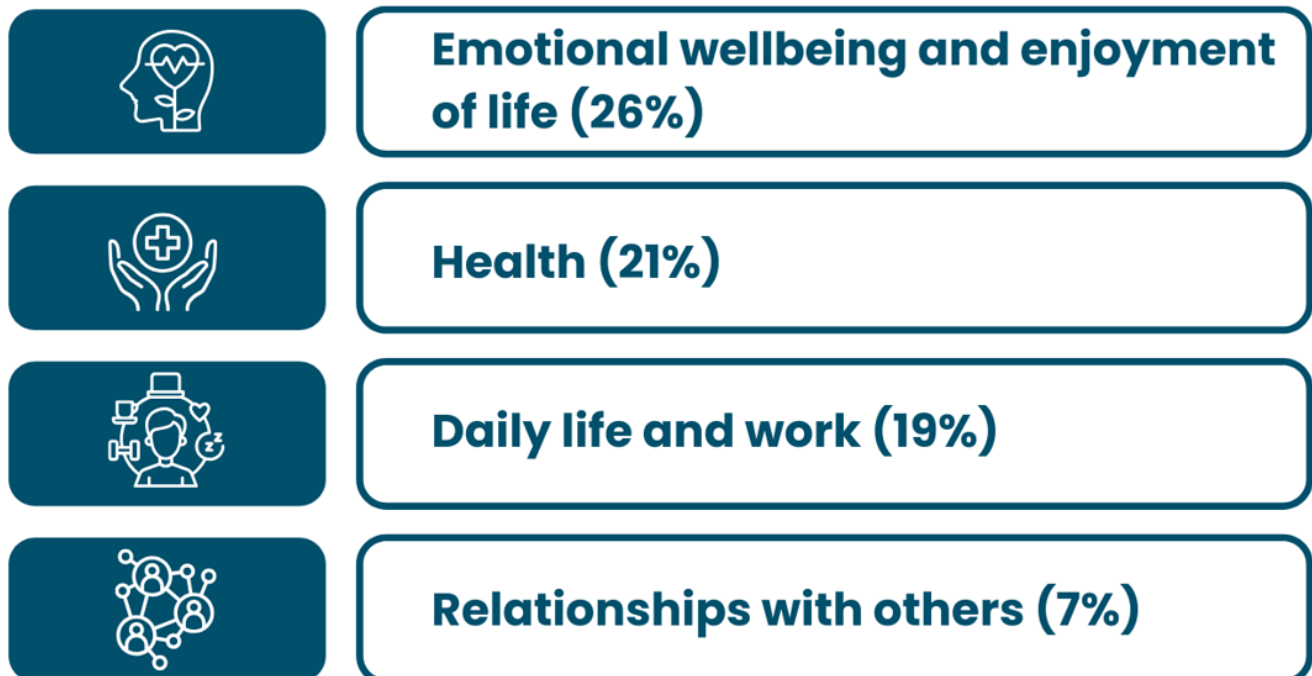 Emotional wellbeing and enjoyment
of life (26%)
Health (21%)
z z
Daily life and work (19%)
Relationships with others (7%)